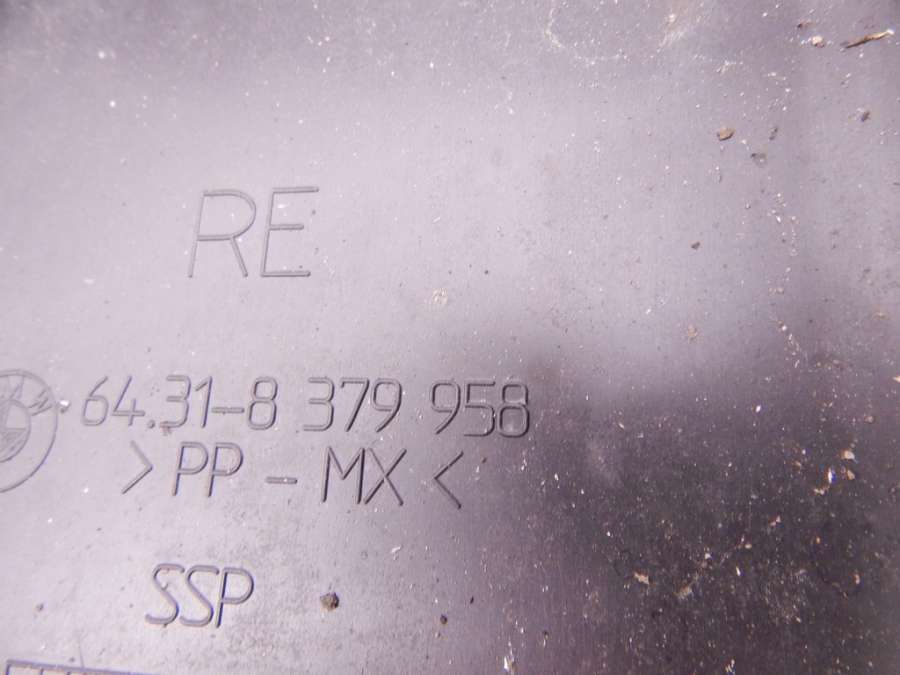 RE
64.31-8 379 958
>PP - MX<
SSP